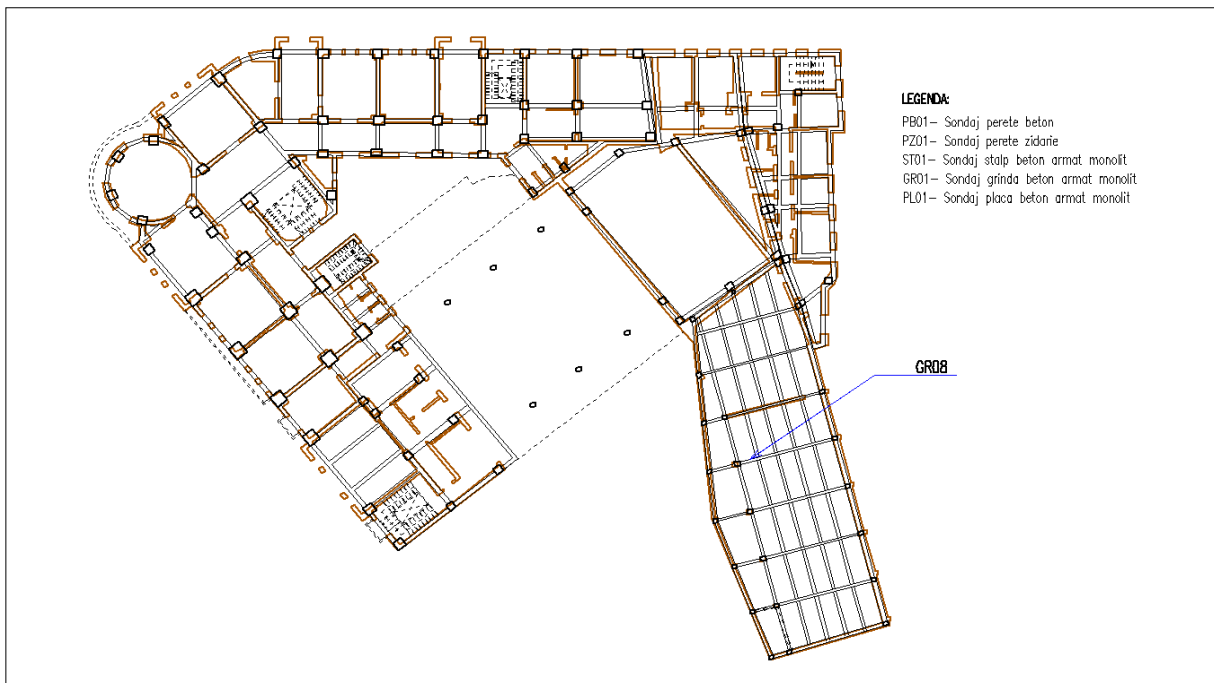 LEGENDA:
PB01- Sondaj perete beton
PZ01- Sondaj perete zidarie
ST01- Sondaj stalp beton armat monolit
GR01- Sondaj grinda beton armat monolit
PL01- Sondaj placa beton armat monolit
GR08